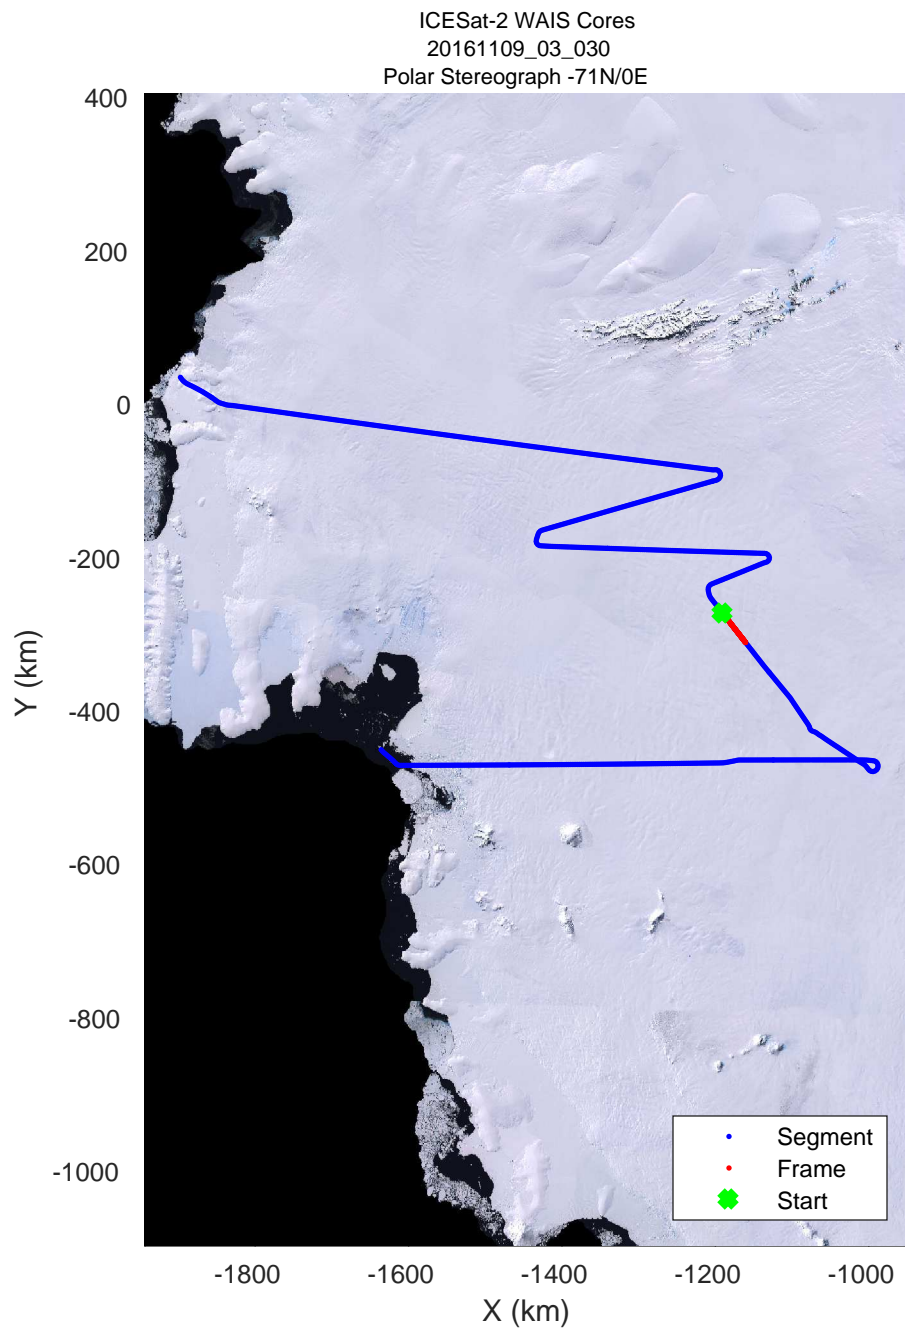 ICESat-2 WAIS Cores
20161109_03_030
Polar Stereograph -71N/0E
400
200
0
-200
-400
-600
-800
-1000
Y (km)
Segment
Frame
Start
-1800
-1600
-1400
-1200
-1000
X (km)